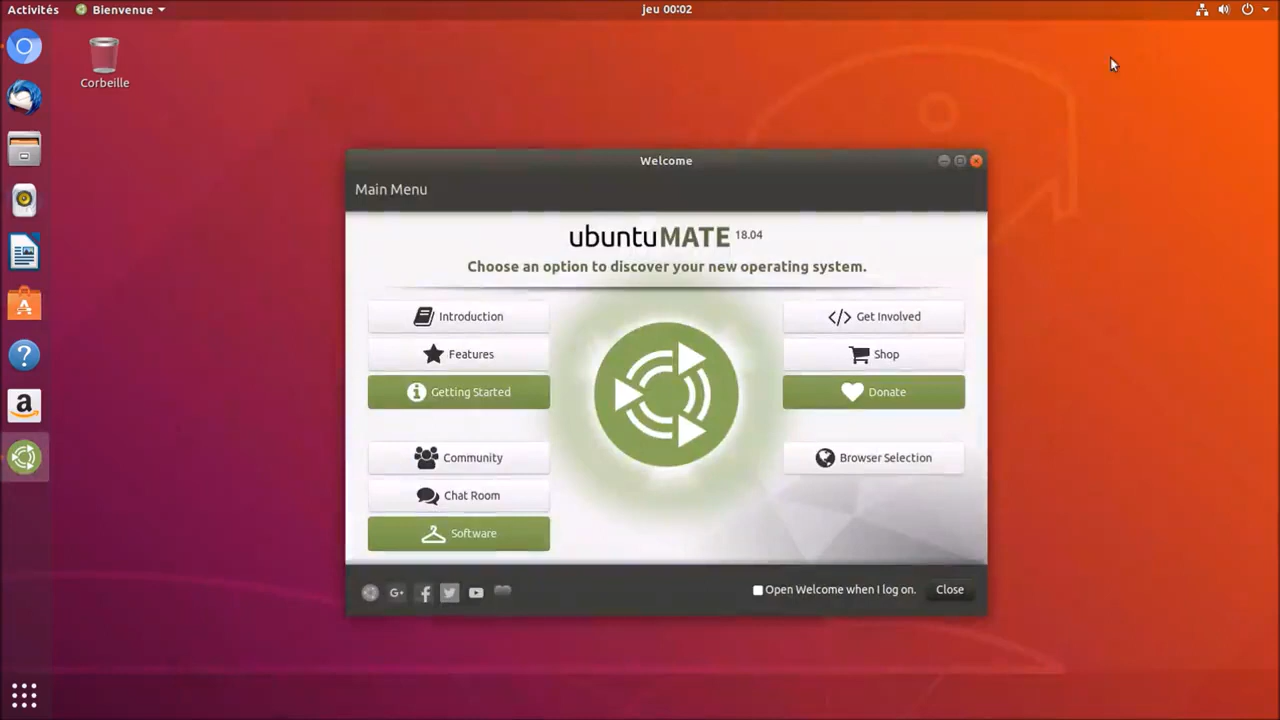 Activités
Bienvenue
jeu 00:02
Corbeille
Welcome
Main Menu
ubuntuMATE 18.04
Choose an option to discover your new operating system.
Introduction
Features
Getting Started
Community
Chat Room
Software
Get Involved
Shop
Donate
Browser Selection
G+
Open Welcome when I log on.
Close